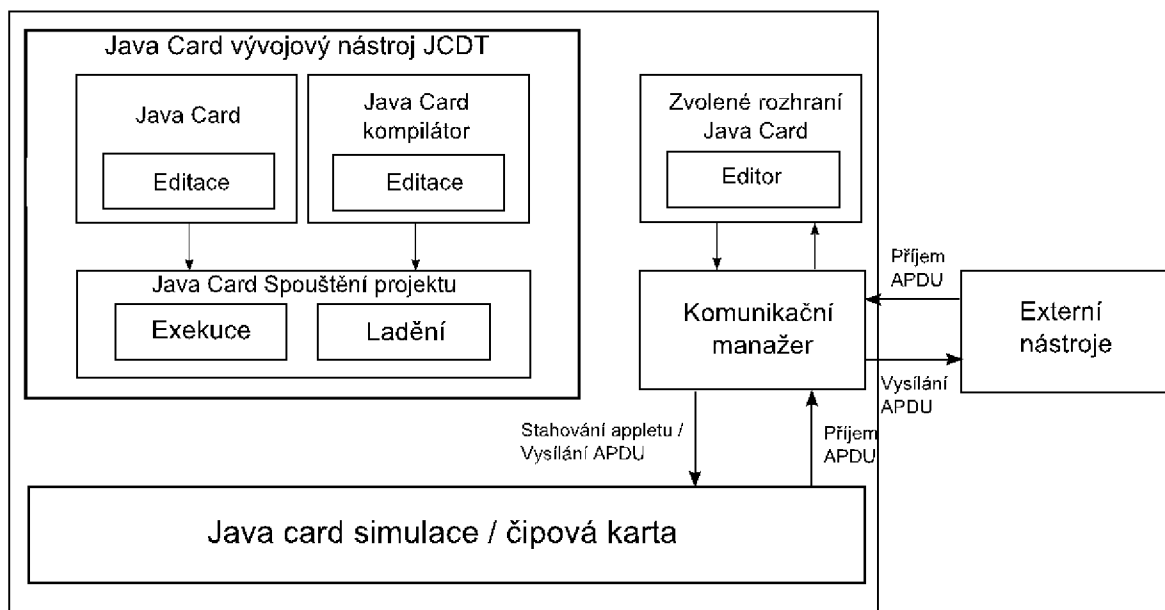 Java Card vývojový nástroj JCDT
Java Card
Editace
Java Card
kompilátor
Editace
Java Card Spouštění projektu
Exekuce
Ladění
Zvolené rozhraní
Java Card
Editor
Komunikační
manažer
Příjem
APDU
Vysílání
APDU
Externí
nástroje
Stahování appletu /
Vysílání APDU
Příjem
APDU
Java card simulace / čipová karta